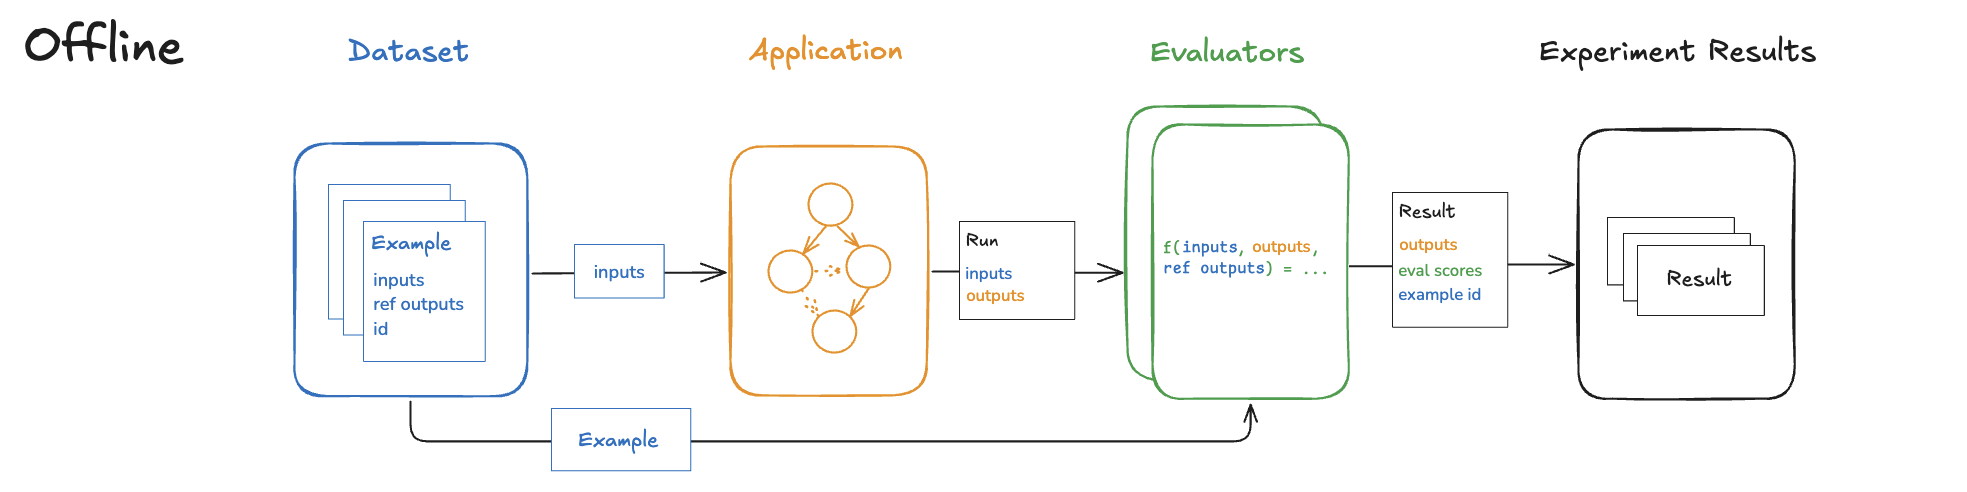 Offline
Dataset
Application
Evaluators
Experiment Results
Example
inputs
ref outputs
id
inputs
Run
inputs
outputs
f(inputs, outputs,
ref outputs) = ...
Result
outputs
eval scores
example id
Result
Example